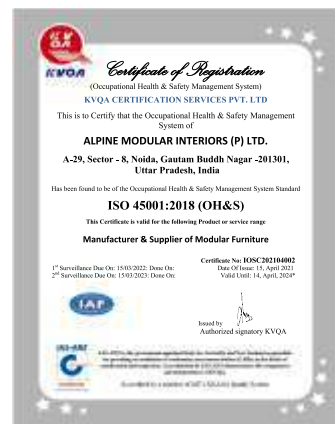 KVQA
KVQA
Certificate of Registration
(Occupational Health & Safety Management System)
KVQA CERTIFICATION SERVICES PVT. LTD
This is to Certify that the Occupational Health & Safety Management
System of
ALPINE MODULAR INTERIORS (P) LTD.
A-29, Sector - 8, Noida, Gautam Buddh Nagar -201301,
Uttar Pradesh, India
Has been found to be of the Occupational Health & Safety Management System Standard
ISO 45001:2018 (OH&S)
This Certificate is valid for the following Product or service range
Manufacturer & Supplier of Modular Furniture
Certificate No: IOSC202104002
1st Surveillance Due On: 15/03/2022: Done On: Date Of Issue: 15, April 2021
2nd Surveillance Due On: 15/03/2023: Done On: Valid Until: 14, April, 2024*
IAF
Issued by
Authorized signatory KVQA
JAS-ANZ